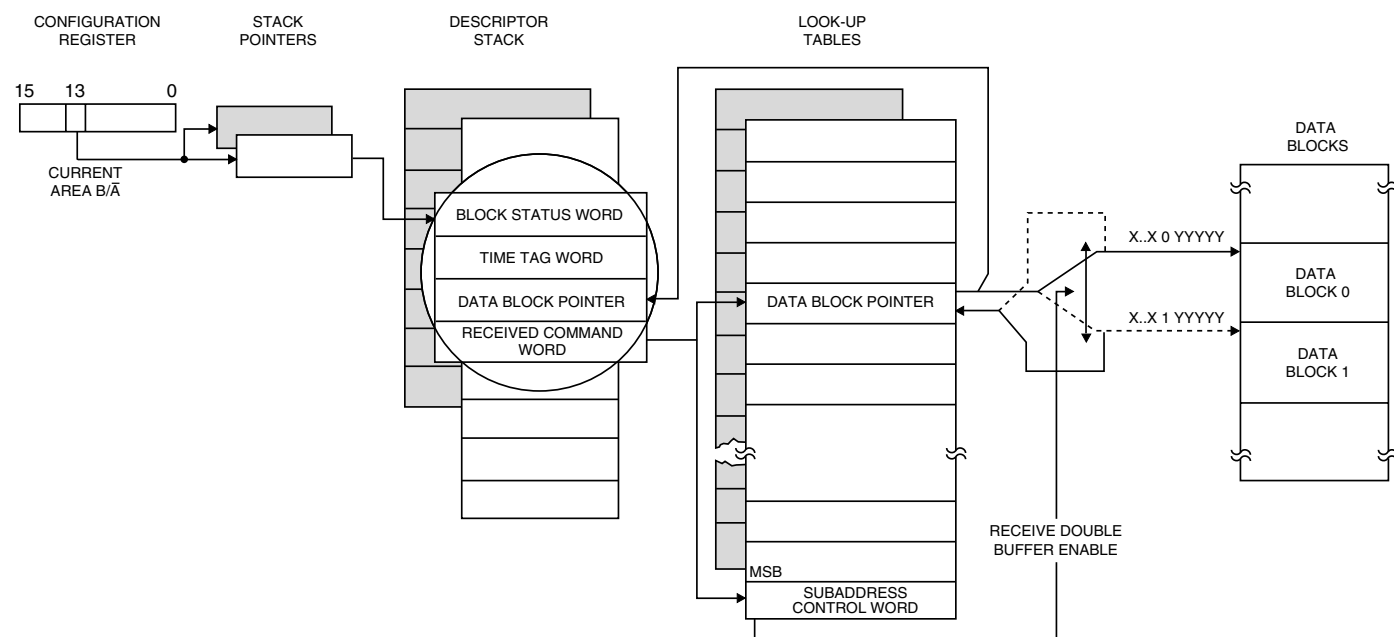 CONFIGURATION
REGISTER
STACK
POINTERS
DESCRIPTOR
STACK
LOOK-UP
TABLES
15 13 0
CURRENT
AREA B/A̅
BLOCK STATUS WORD
TIME TAG WORD
DATA BLOCK POINTER
RECEIVED COMMAND
WORD
DATA BLOCK POINTER
MSB
SUBADDRESS
CONTROL WORD
X..X 0 YYYYY
X..X 1 YYYYY
RECEIVE DOUBLE
BUFFER ENABLE
DATA
BLOCKS
DATA
BLOCK 0
DATA
BLOCK 1